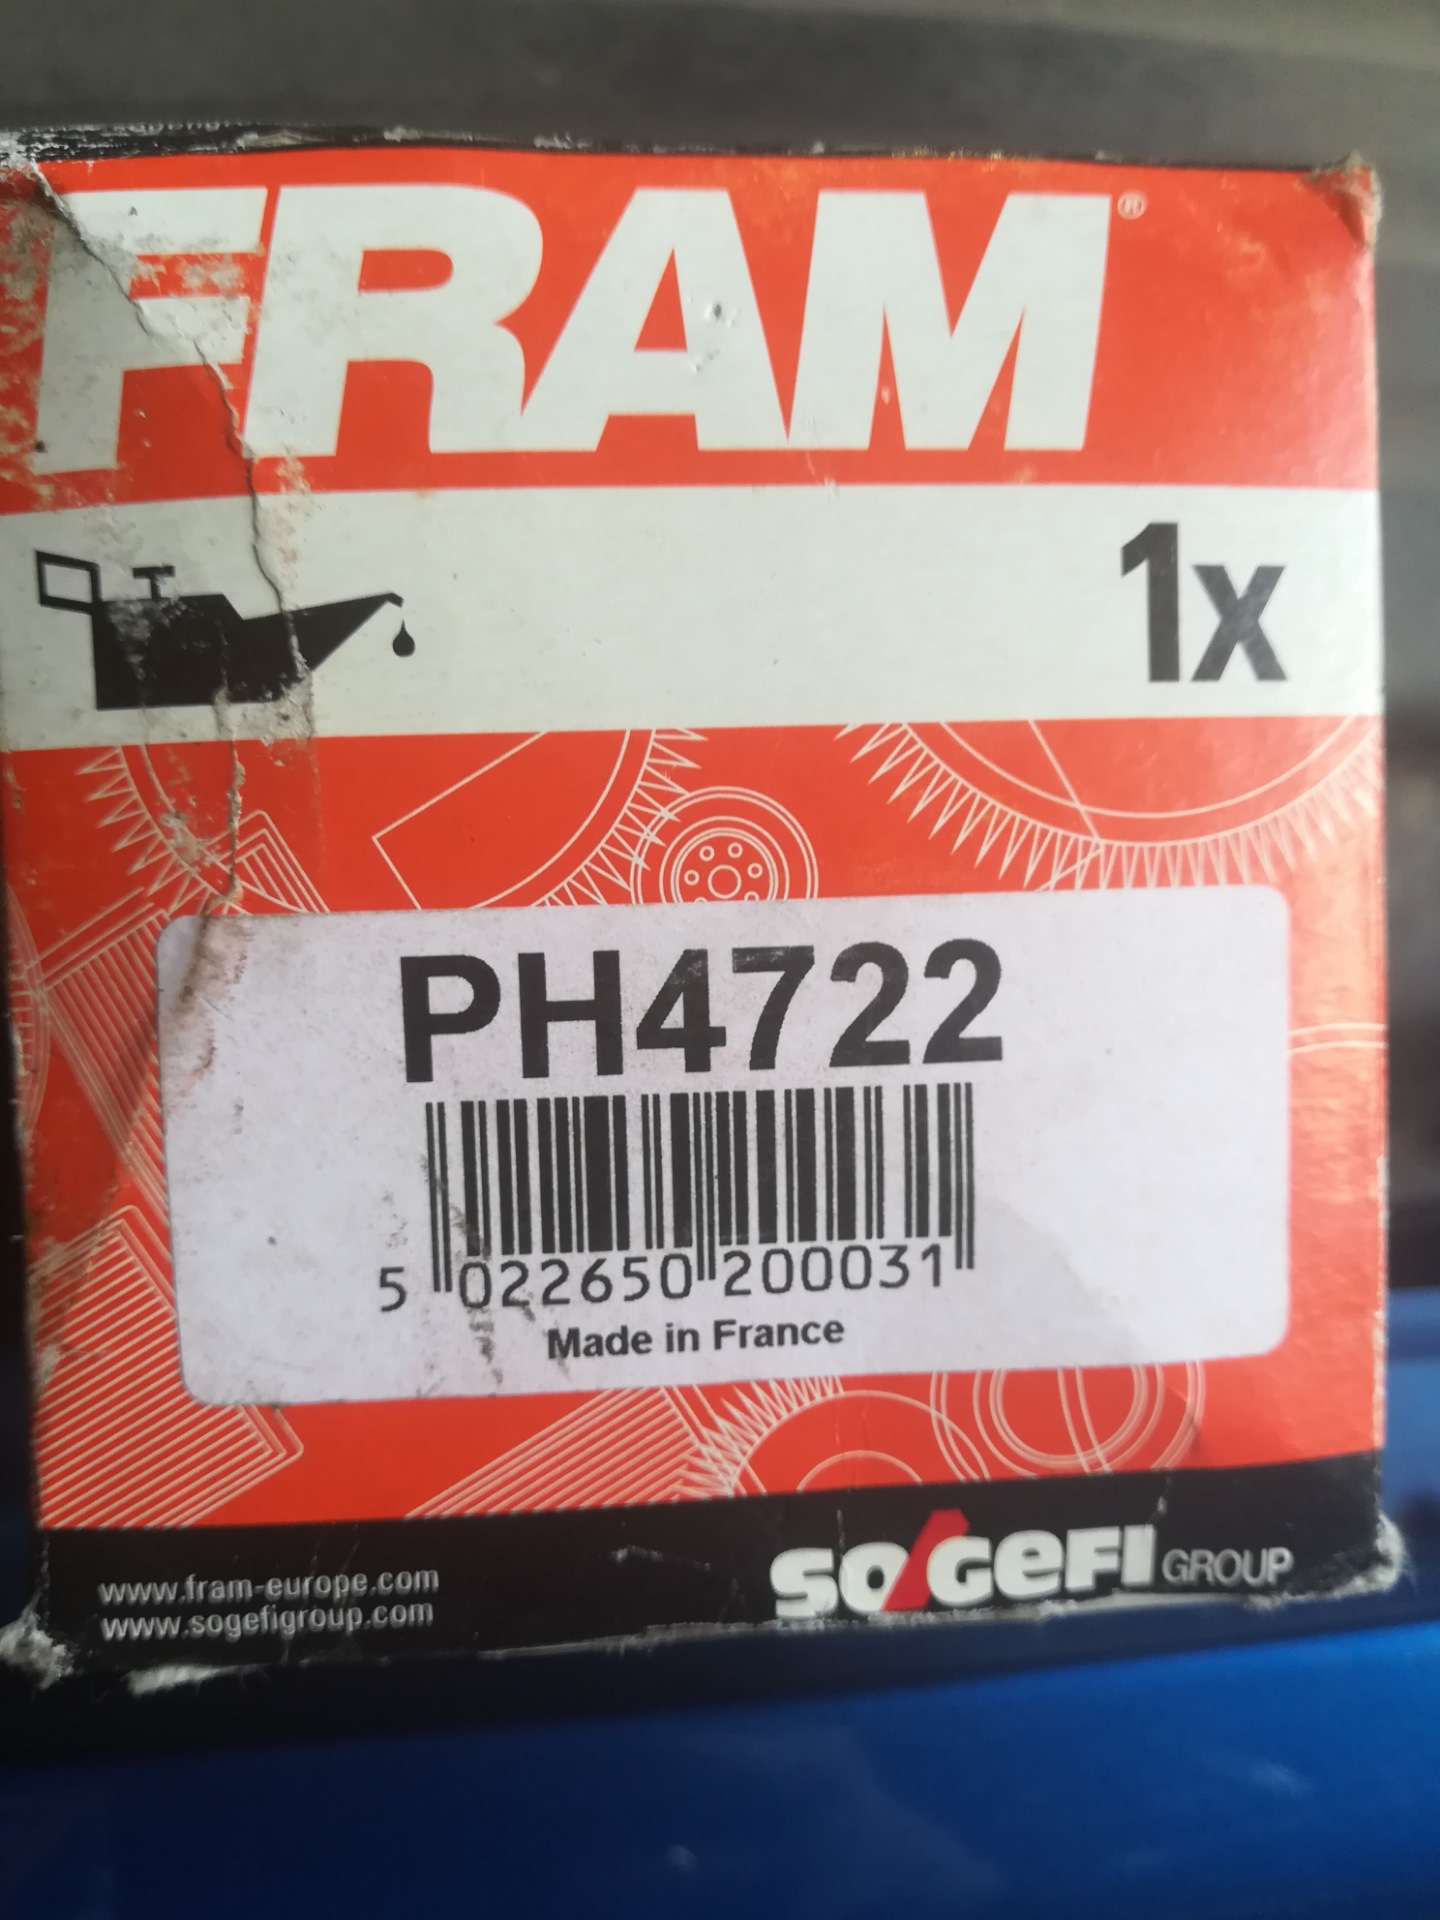 FRAM®
1x
PH4722
5 022650 200031
Made in France
www.fram-europe.com
www.sogefigroup.com
SOGEFI GROUP